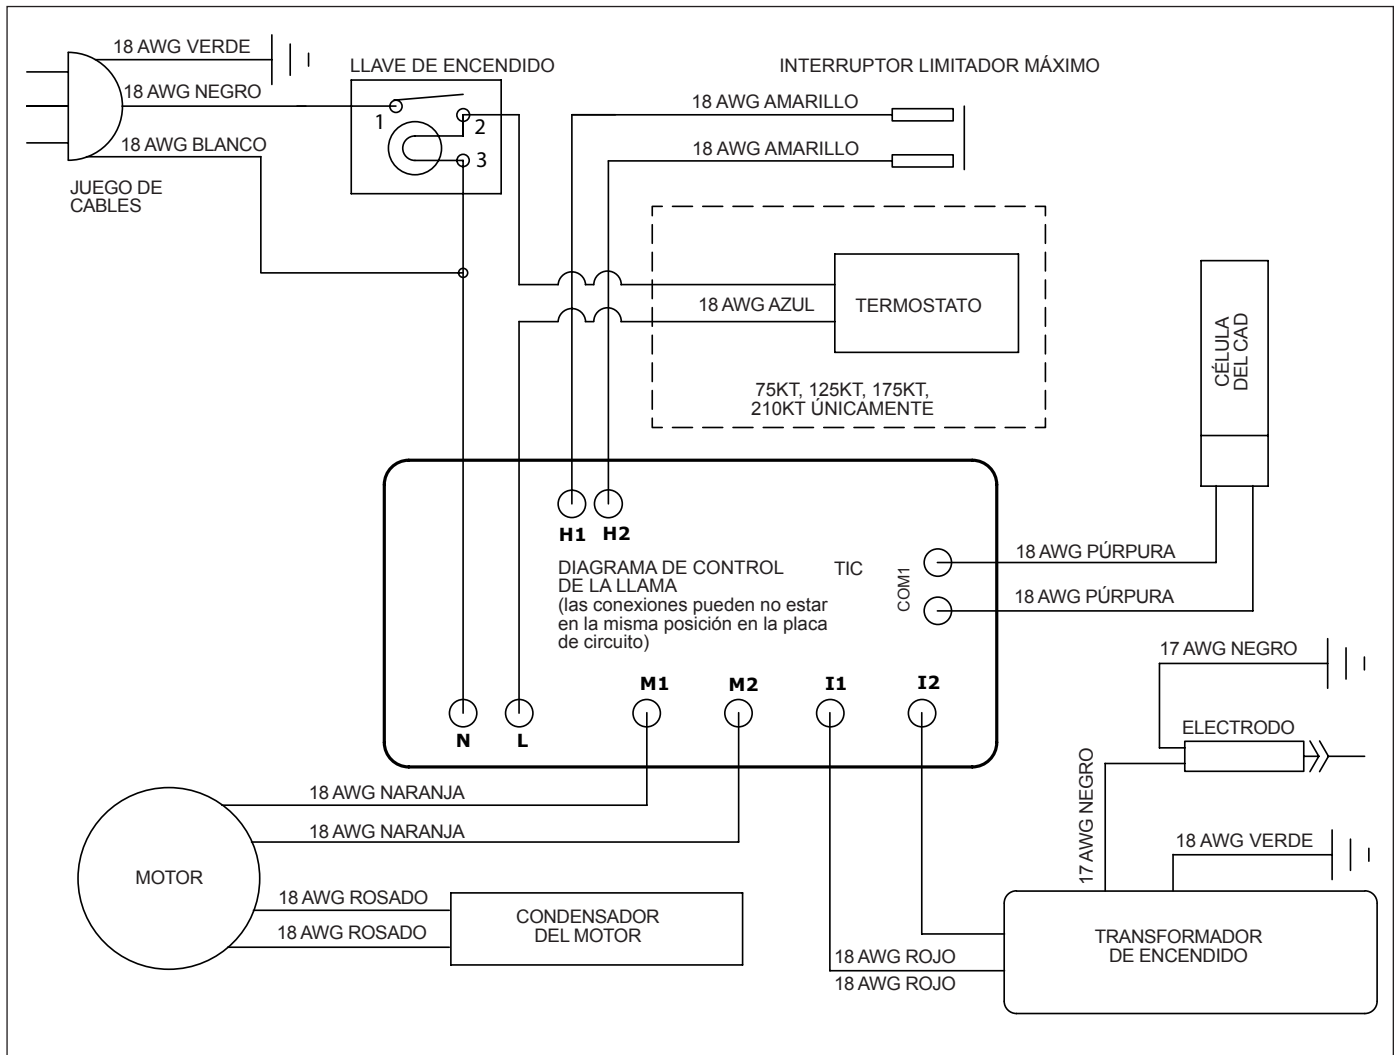 18 AWG VERDE
LLAVE DE ENCENDIDO
INTERRUPTOR LIMITADOR MÁXIMO
18 AWG NEGRO
1
2
3
18 AWG AMARILLO
18 AWG BLANCO
18 AWG AMARILLO
JUEGO DE
CABLES
18 AWG AZUL
TERMOSTATO
CÉLULA
DEL CAD
75KT, 125KT, 175KT,
210KT ÚNICAMENTE
H1
H2
DIAGRAMA DE CONTROL
DE LA LLAMA
(las conexiones pueden no estar
en la misma posición en la placa
de circuito)
TIC
COM1
18 AWG PÚRPURA
18 AWG PÚRPURA
17 AWG NEGRO
M1
M2
I1
I2
N
L
ELECTRODO
17 AWG NEGRO
18 AWG NARANJA
18 AWG NARANJA
18 AWG VERDE
MOTOR
18 AWG ROSADO
18 AWG ROSADO
CONDENSADOR
DEL MOTOR
18 AWG ROJO
18 AWG ROJO
TRANSFORMADOR
DE ENCENDIDO